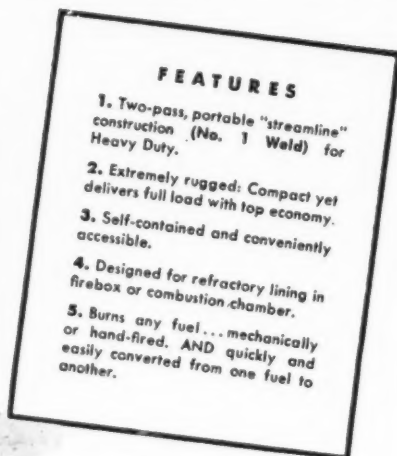 FEATURES
1. Two-pass, portable "streamline"
construction (No. 1 Weld) for
Heavy Duty.
2. Extremely rugged: Compact yet
delivers full load with top economy.
3. Self-contained and conveniently
accessible.
4. Designed for refractory lining in
firebox or combustion chamber.
5. Burns any fuel...mechanically
or hand-fired. AND quickly and
easily converted from one fuel to
another.